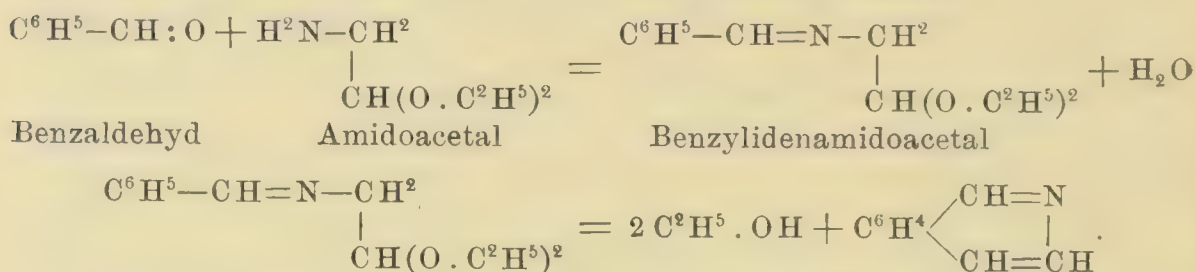 C⁶H⁵—CH:O + H²N—CH² = C⁶H⁵—CH=N—CH² + H₂O
CH(O . C²H⁵)² CH(O . C²H⁵)²
Benzaldehyd Amidoacetal Benzylidenamidoacetal
C⁶H⁵—CH=N—CH² = 2 C²H⁵ . OH + C⁶H⁴ CH=N
CH(O . C²H⁵)² CH=CH.